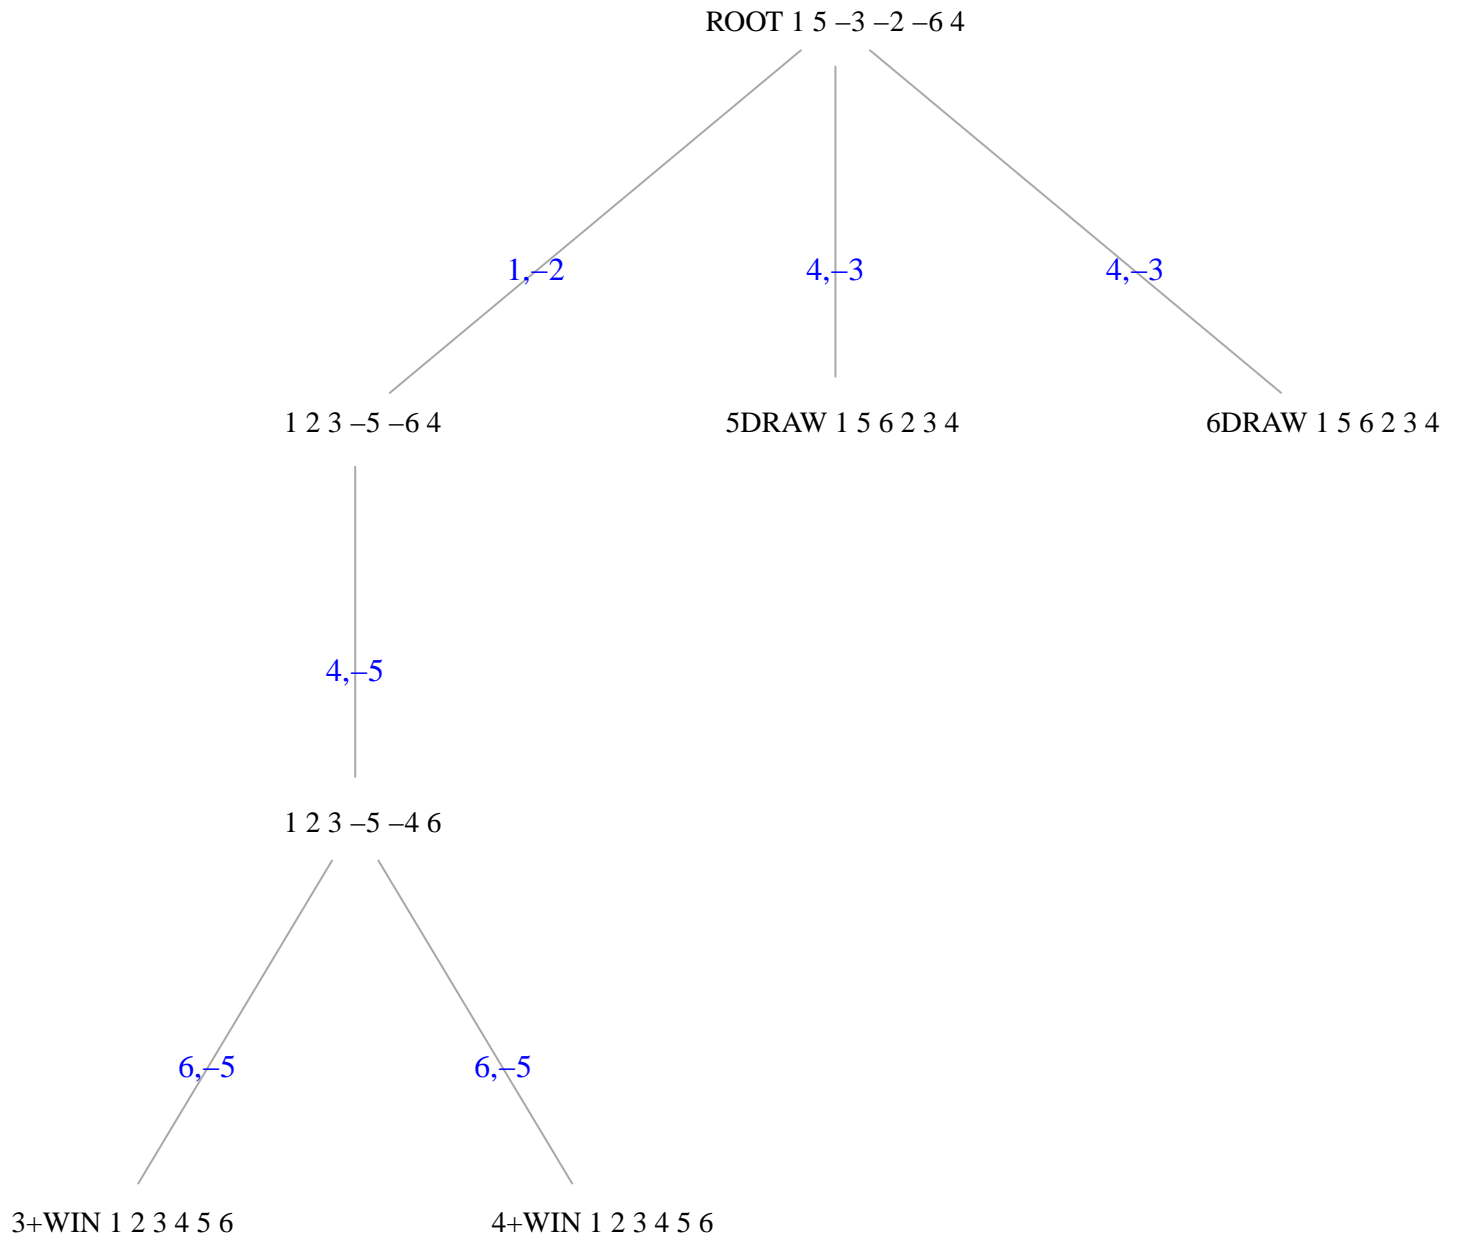 ROOT 1 5 –3 –2 –6 4
1,–2
4,–3
4,–3
1 2 3 –5 –6 4
5DRAW 1 5 6 2 3 4
6DRAW 1 5 6 2 3 4
4,–5
1 2 3 –5 –4 6
6,–5
6,–5
3+WIN 1 2 3 4 5 6
4+WIN 1 2 3 4 5 6